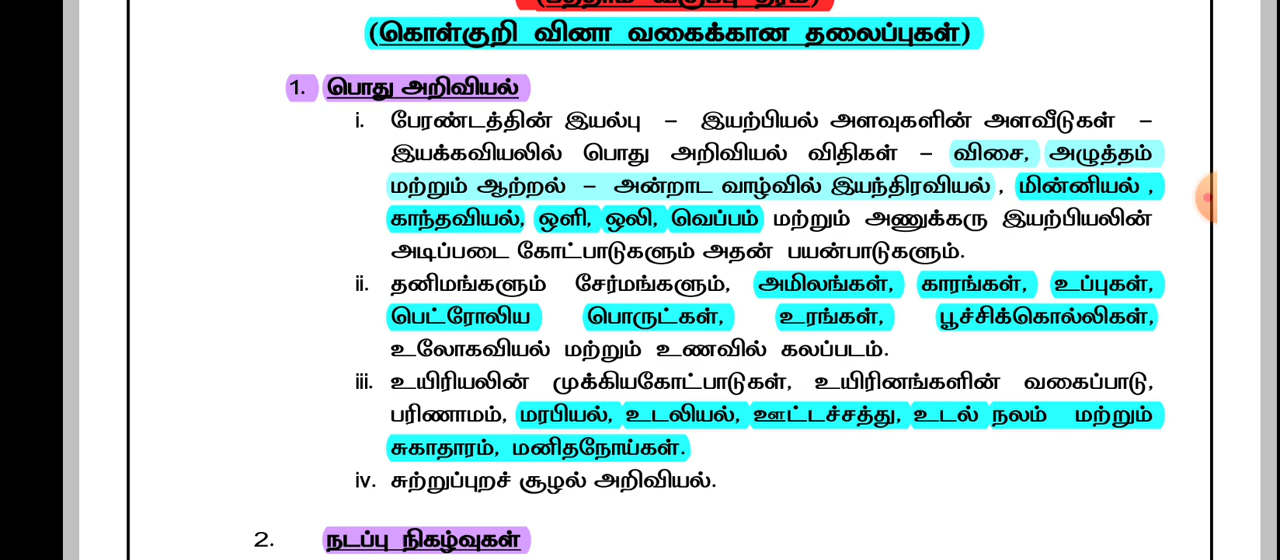 (பத்தாம் வகுப்பு தரம்)
(கொள்குறி வினா வகைக்கான தலைப்புகள்)
1. பொது அறிவியல்
i. பேரண்டத்தின் இயல்பு – இயற்பியல் அளவுகளின் அளவீடுகள் –
இயக்கவியலில் பொது அறிவியல் விதிகள் – விசை, அழுத்தம்
மற்றும் ஆற்றல் – அன்றாட வாழ்வில் இயந்திரவியல், மின்னியல் ,
காந்தவியல், ஒளி, ஒலி, வெப்பம் மற்றும் அணுக்கரு இயற்பியலின்
அடிப்படை கோட்பாடுகளும் அதன் பயன்பாடுகளும்.
ii. தனிமங்களும் சேர்மங்களும், அமிலங்கள், காரங்கள், உப்புகள்,
பெட்ரோலிய பொருட்கள், உரங்கள், பூச்சிக்கொல்லிகள்,
உலோகவியல் மற்றும் உணவில் கலப்படம்.
iii. உயிரியலின் முக்கியகோட்பாடுகள், உயிரினங்களின் வகைப்பாடு,
பரிணாமம், மரபியல், உடலியல், ஊட்டச்சத்து, உடல் நலம் மற்றும்
சுகாதாரம், மனிதநோய்கள்.
iv. சுற்றுப்புறச் சூழல் அறிவியல்.
2. நடப்பு நிகழ்வுகள்